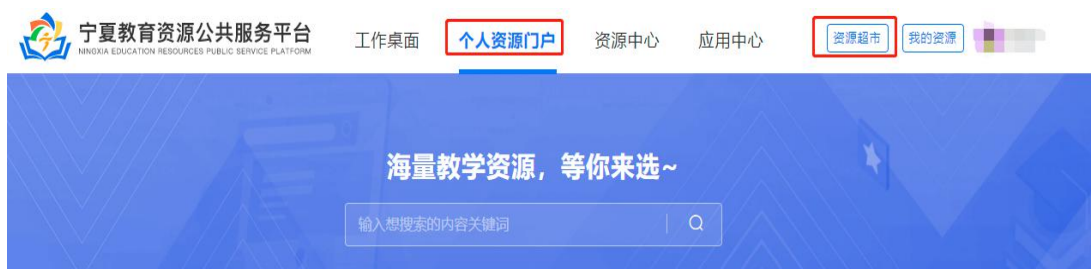 宁夏教育资源公共服务平台
NINGXIA EDUCATION RESOURCES PUBLIC SERVICE PLATFORM
工作桌面 个人资源门户 资源中心 应用中心 资源超市 我的资源
海量教学资源，等你来选~
输入想搜索的内容关键词